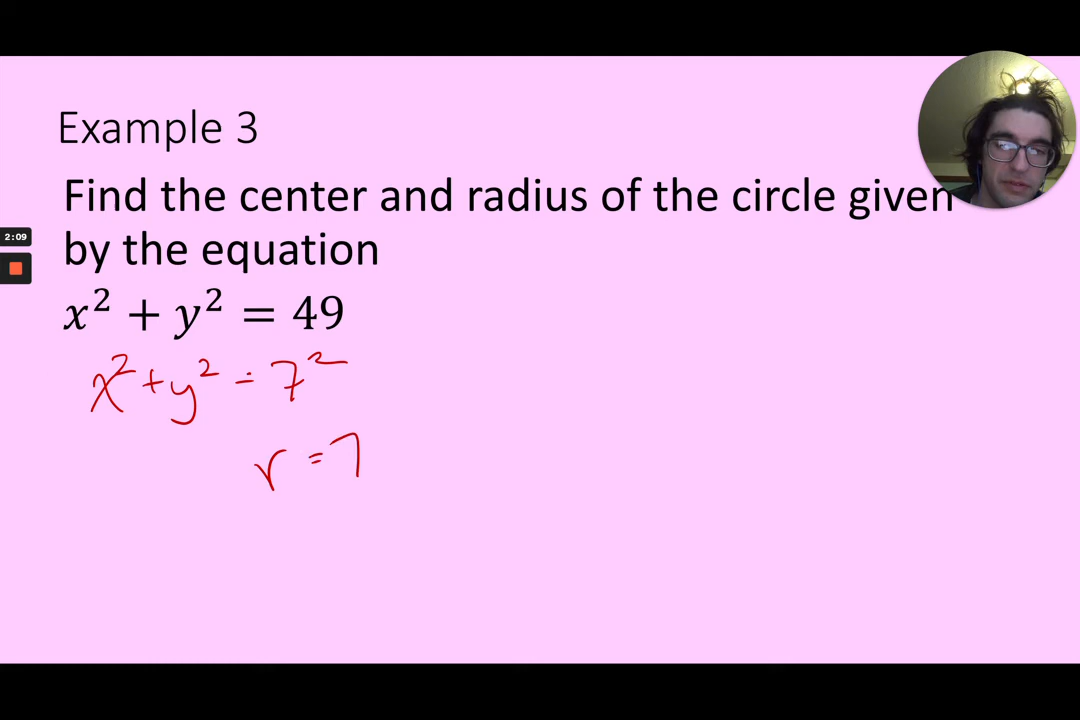 Example 3
Find the center and radius of the circle given
by the equation
2:09
x² + y² = 49
x² + y² = 7²
r = 7